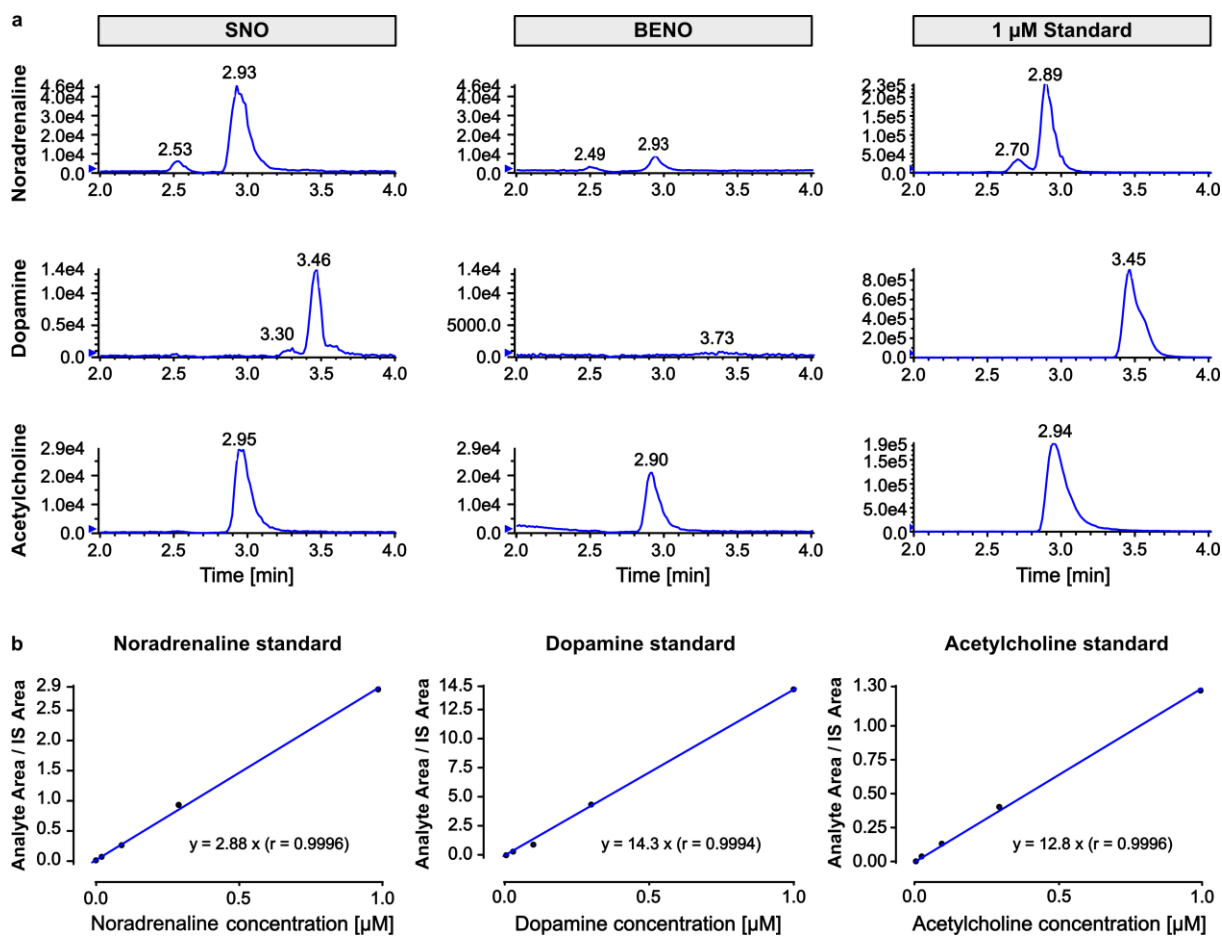 a
SNO
BENO
1 µM Standard
Noradrenaline
4.6e4
4.0e4
3.0e4
2.0e4
1.0e4
0.0
2.53
2.93
2.0 2.5 3.0 3.5 4.0
4.6e4
4.0e4
3.0e4
2.0e4
1.0e4
0.0
2.49
2.93
2.0 2.5 3.0 3.5 4.0
2.3e5
2.0e5
1.5e5
1.0e5
5.0e4
0.0
2.70
2.89
2.0 2.5 3.0 3.5 4.0
Dopamine
1.4e4
1.0e4
0.5e4
0.0
3.30
3.46
2.0 2.5 3.0 3.5 4.0
1.4e4
1.0e4
5000.0
0.0
3.73
2.0 2.5 3.0 3.5 4.0
8.0e5
6.0e5
4.0e5
2.0e5
0.0
3.45
2.0 2.5 3.0 3.5 4.0
Acetylcholine
2.9e4
2.0e4
1.0e4
0.0
2.95
2.0 2.5 3.0 3.5 4.0
Time [min]
2.9e4
2.0e4
1.0e4
0.0
2.90
2.0 2.5 3.0 3.5 4.0
Time [min]
1.9e5
1.5e5
1.0e5
5.0e4
0.0
2.94
2.0 2.5 3.0 3.5 4.0
Time [min]
b
Noradrenaline standard
Analyte Area / IS Area
2.9
2.5
2.0
1.5
1.0
0.5
0.0
y = 2.88 x (r = 0.9996)
0.0 0.5 1.0
Noradrenaline concentration [µM]
Dopamine standard
Analyte Area / IS Area
14.5
12.5
10.0
7.5
5.0
2.5
0.0
y = 14.3 x (r = 0.9994)
0.0 0.5 1.0
Dopamine concentration [µM]
Acetylcholine standard
Analyte Area / IS Area
1.30
1.00
0.75
0.50
0.25
0.00
y = 12.8 x (r = 0.9996)
0.0 0.5 1.0
Acetylcholine concentration [µM]